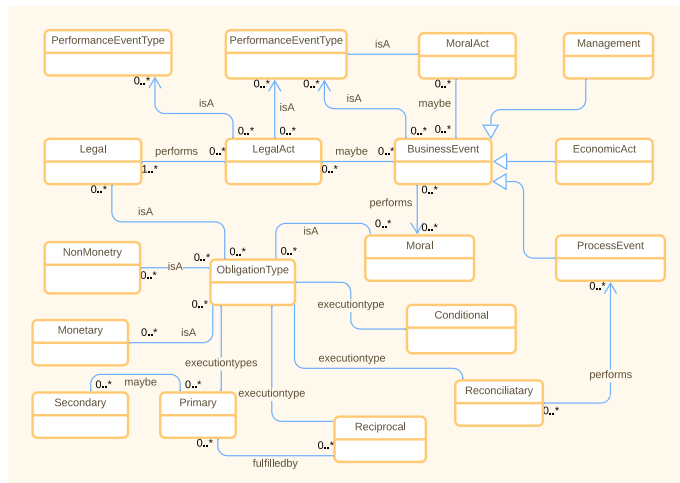 PerformanceEventType
PerformanceEventType
MoralAct
Management
isA
0..*
0..*
0..*
0..*
isA
isA
isA
maybe
0..*
0..*
0..*
0..*
Legal
performs
0..*
LegalAct
maybe
0..*
BusinessEvent
EconomicAct
1..*
0..*
0..*
0..*
performs
isA
isA
0..*
0..*
0..*
0..*
NonMonetry
0..*
isA
0..*
ObligationType
Moral
ProcessEvent
0..*
0..*
executiontype
Conditional
Monetary
0..*
isA
executiontypes
executiontype
performs
Secondary
0..*
maybe
0..*
Primary
executiontype
Reconciliatary
0..*
0..*
0..*
Reciprocal
fulfilledby